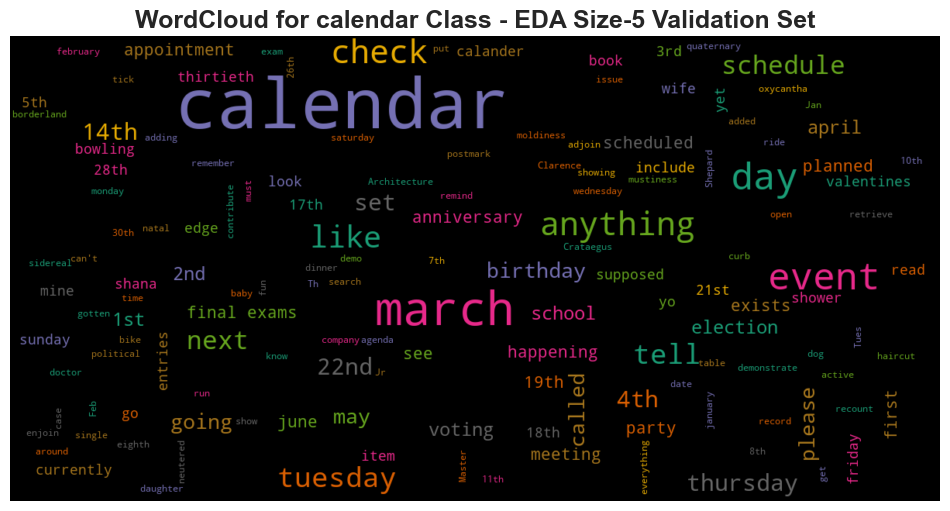 WordCloud for calendar Class - EDA Size-5 Validation Set
february appointment exam check put calander 3rd quaternary
tick thirtieth 26th book schedule
5th calendar issue wife yet oxycantha Jan
borderland 14th adding saturday moldiness adjoin scheduled added april
bowling postmark ride
28th remember Clarence showing include Shepard planned 10th
monday look Architecture wednesday mustiness day valentines
contribute must 17th set remind anniversary anything open retrieve
30th natal edge like Crataegus
can't demo 7th curb
sidereal 2nd dinner birthday supposed event read
mine shana Th search 21st
time baby fun march yo exists shower
gotten 1st final exams school election
sunday bike company agenda Tues
political next know see happening tell table dog haircut
entries 22nd Jr demonstrate active
doctor run 19th date
case Feb go going show june may called 4th january please first
voting 18th party record recount
enjoin single eighth
around neutered item meeting everything 8th friday
currently Master
daughter tuesday 11th thursday get